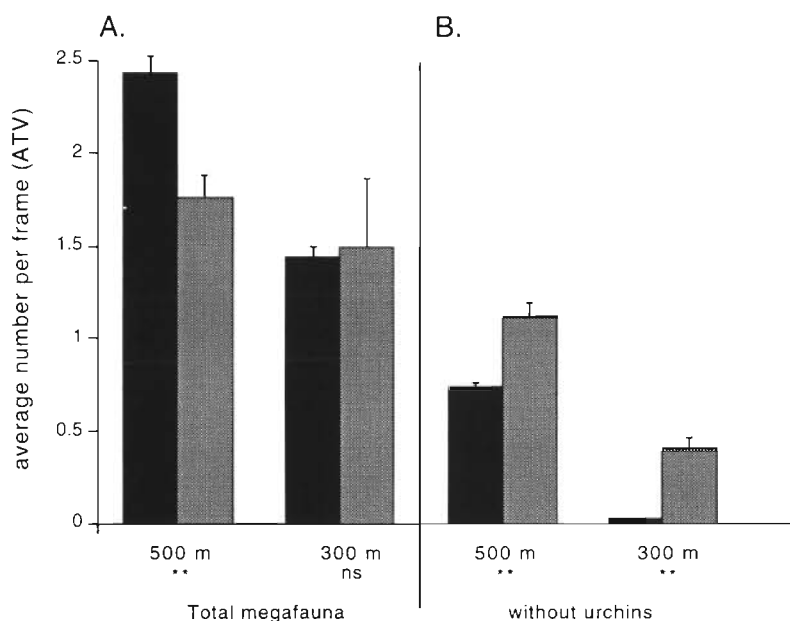 A.
B.
average number per frame (ATV)
2.5
2
1.5
1
0.5
0
500 m
300 m
500 m
300 m
**
ns
**
**
Total megafauna
without urchins